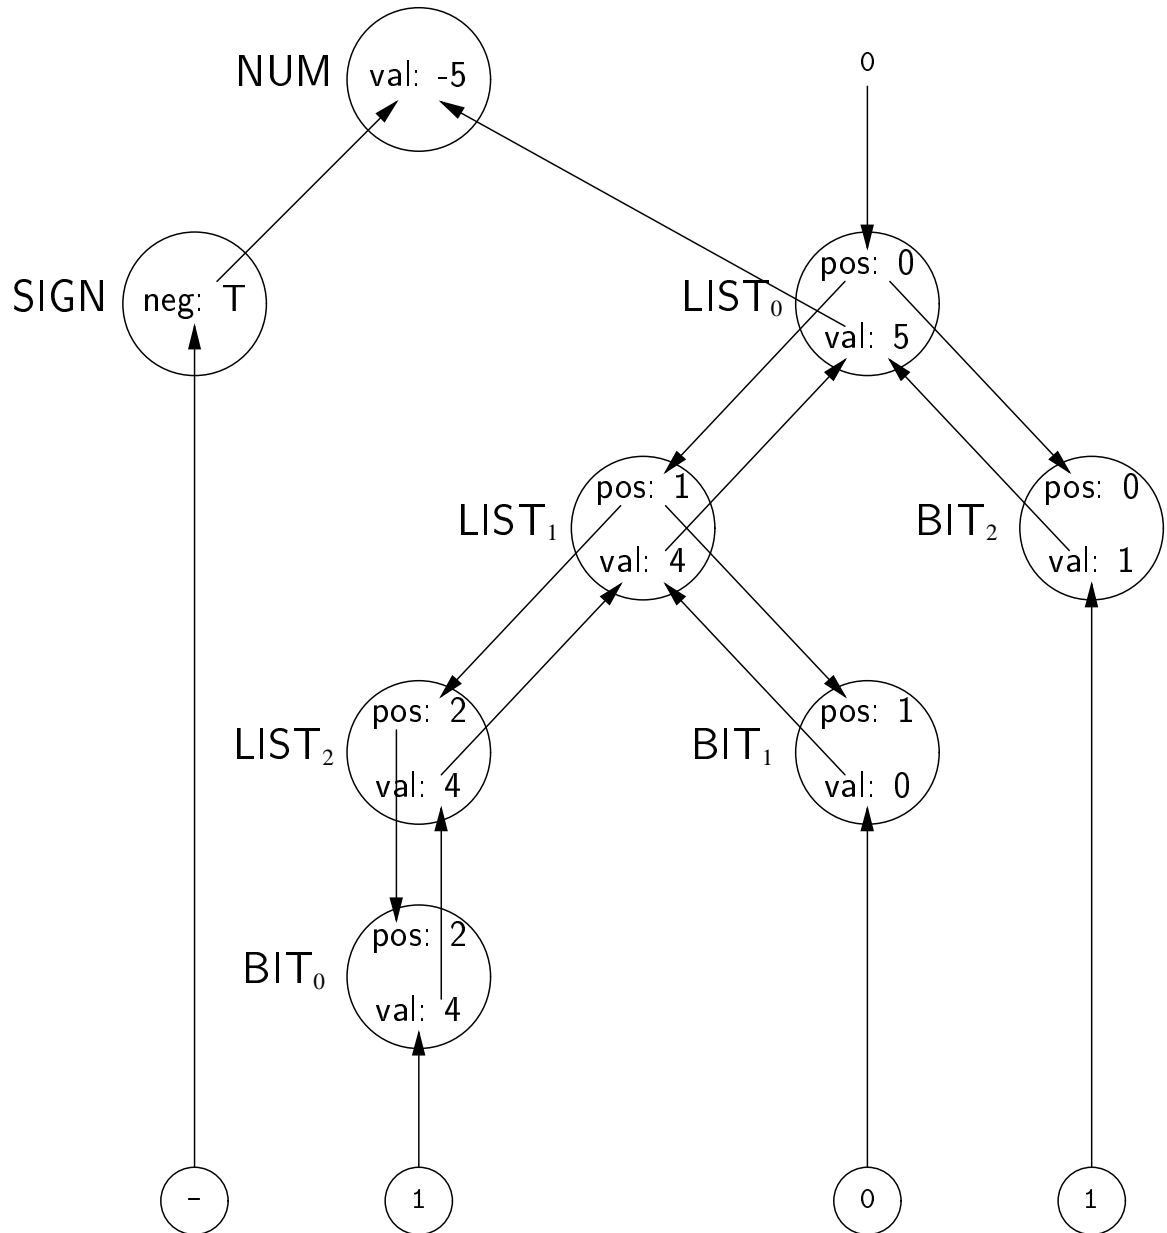 NUM
val: -5
0
SIGN
neg: T
LIST0
pos: 0
val: 5
LIST1
pos: 1
val: 4
BIT2
pos: 0
val: 1
LIST2
pos: 2
val: 4
BIT1
pos: 1
val: 0
BIT0
pos: 2
val: 4
-
1
0
1